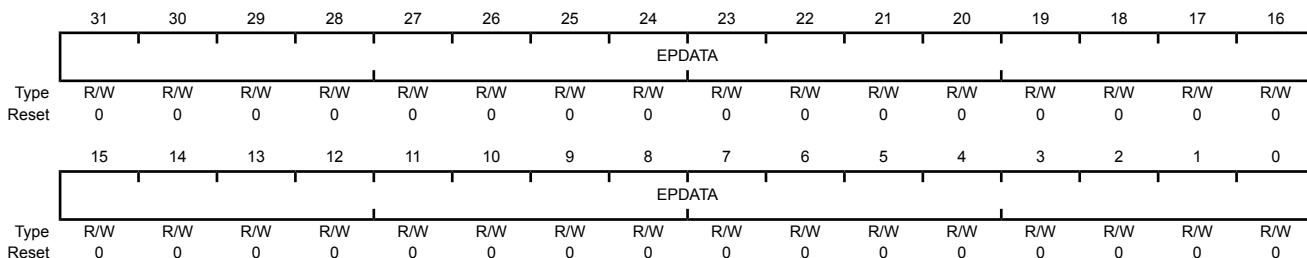 31 30 29 28 27 26 25 24 23 22 21 20 19 18 17 16
EPDATA
Type R/W R/W R/W R/W R/W R/W R/W R/W R/W R/W R/W R/W R/W R/W R/W R/W
Reset 0 0 0 0 0 0 0 0 0 0 0 0 0 0 0 0
15 14 13 12 11 10 9 8 7 6 5 4 3 2 1 0
EPDATA
Type R/W R/W R/W R/W R/W R/W R/W R/W R/W R/W R/W R/W R/W R/W R/W R/W
Reset 0 0 0 0 0 0 0 0 0 0 0 0 0 0 0 0